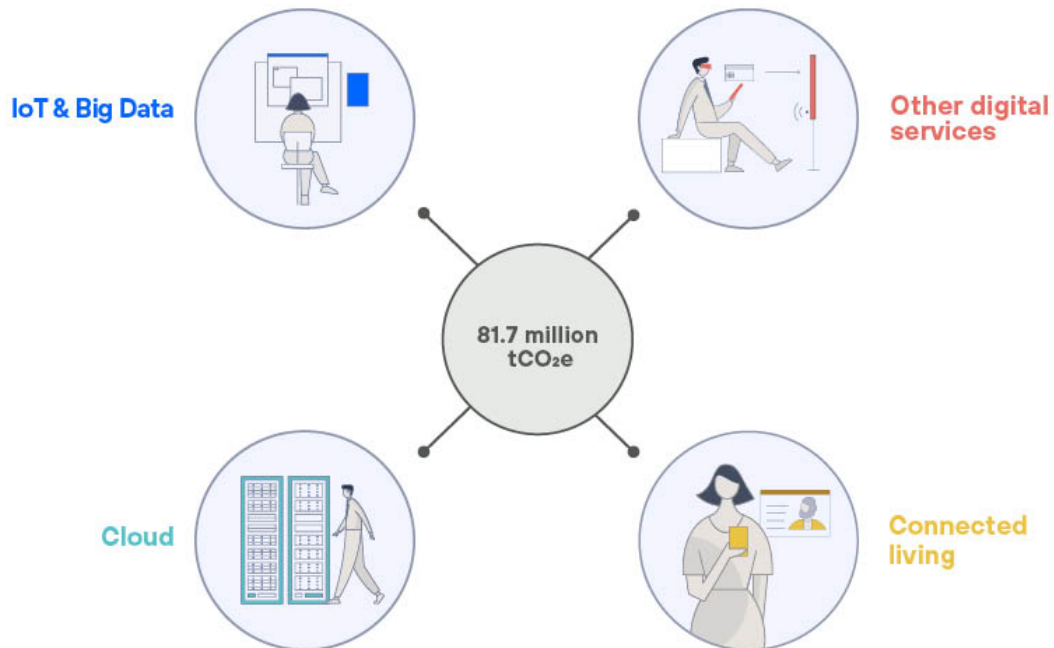 IoT & Big Data
Other digital
services
81.7 million
tCO₂e
Cloud
Connected
living